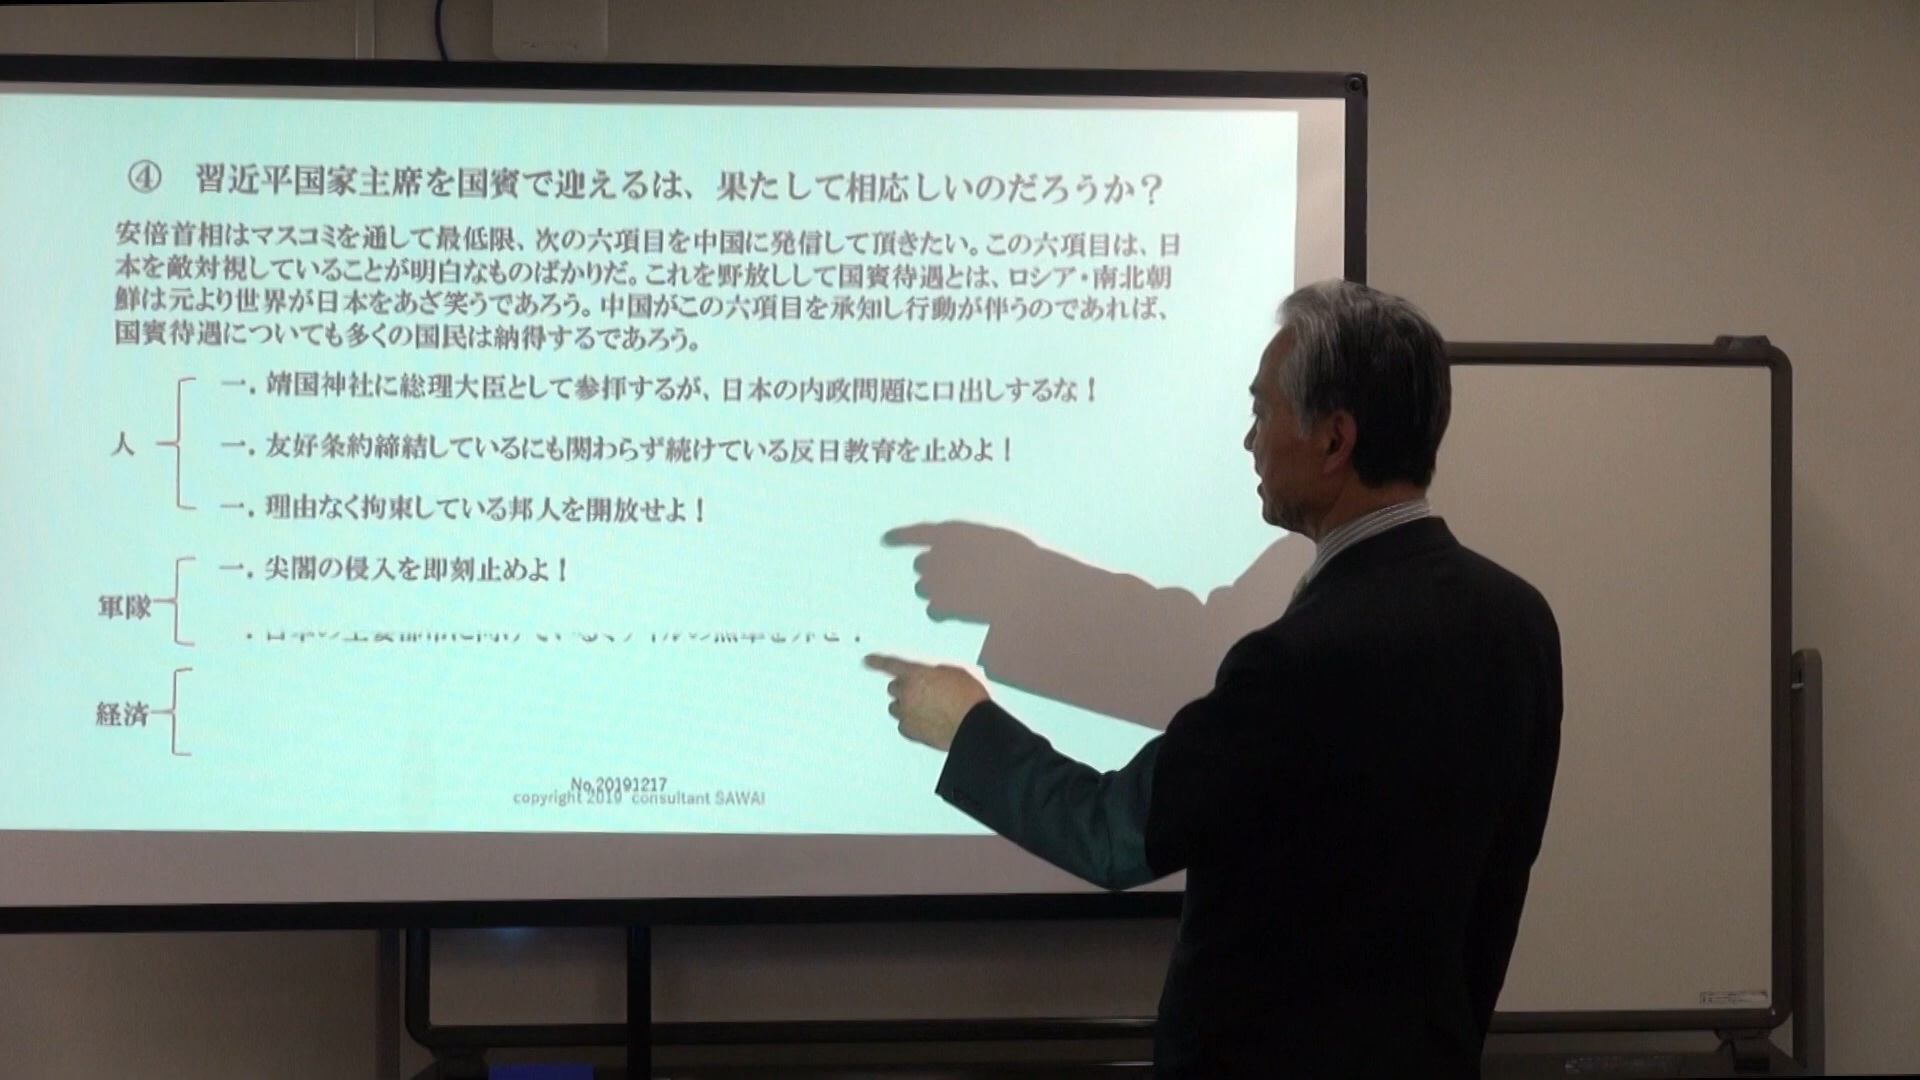 ④ 習近平国家主席を国賓で迎えるは、果たして相応しいのだろうか？
安倍首相はマスコミを通して最低限、次の六項目を中国に発信して頂きたい。この六項目は、日
本を敵対視していることが明白なものばかりだ。これを野放しして国賓待遇とは、ロシア・南北朝
鮮は元より世界が日本をあざ笑うであろう。中国がこの六項目を承知し行動が伴うのであれば、
国賓待遇についても多くの国民は納得するであろう。
一．靖国神社に総理大臣として参拝するが、日本の内政問題に口出しするな！
人
一．友好条約締結しているにも関わらず続けている反日教育を止めよ！
一．理由なく拘束している邦人を開放せよ！
一．尖閣の侵入を即刻止めよ！
軍隊
経済
No.20191217
copyright 2019 consultant SAWAI